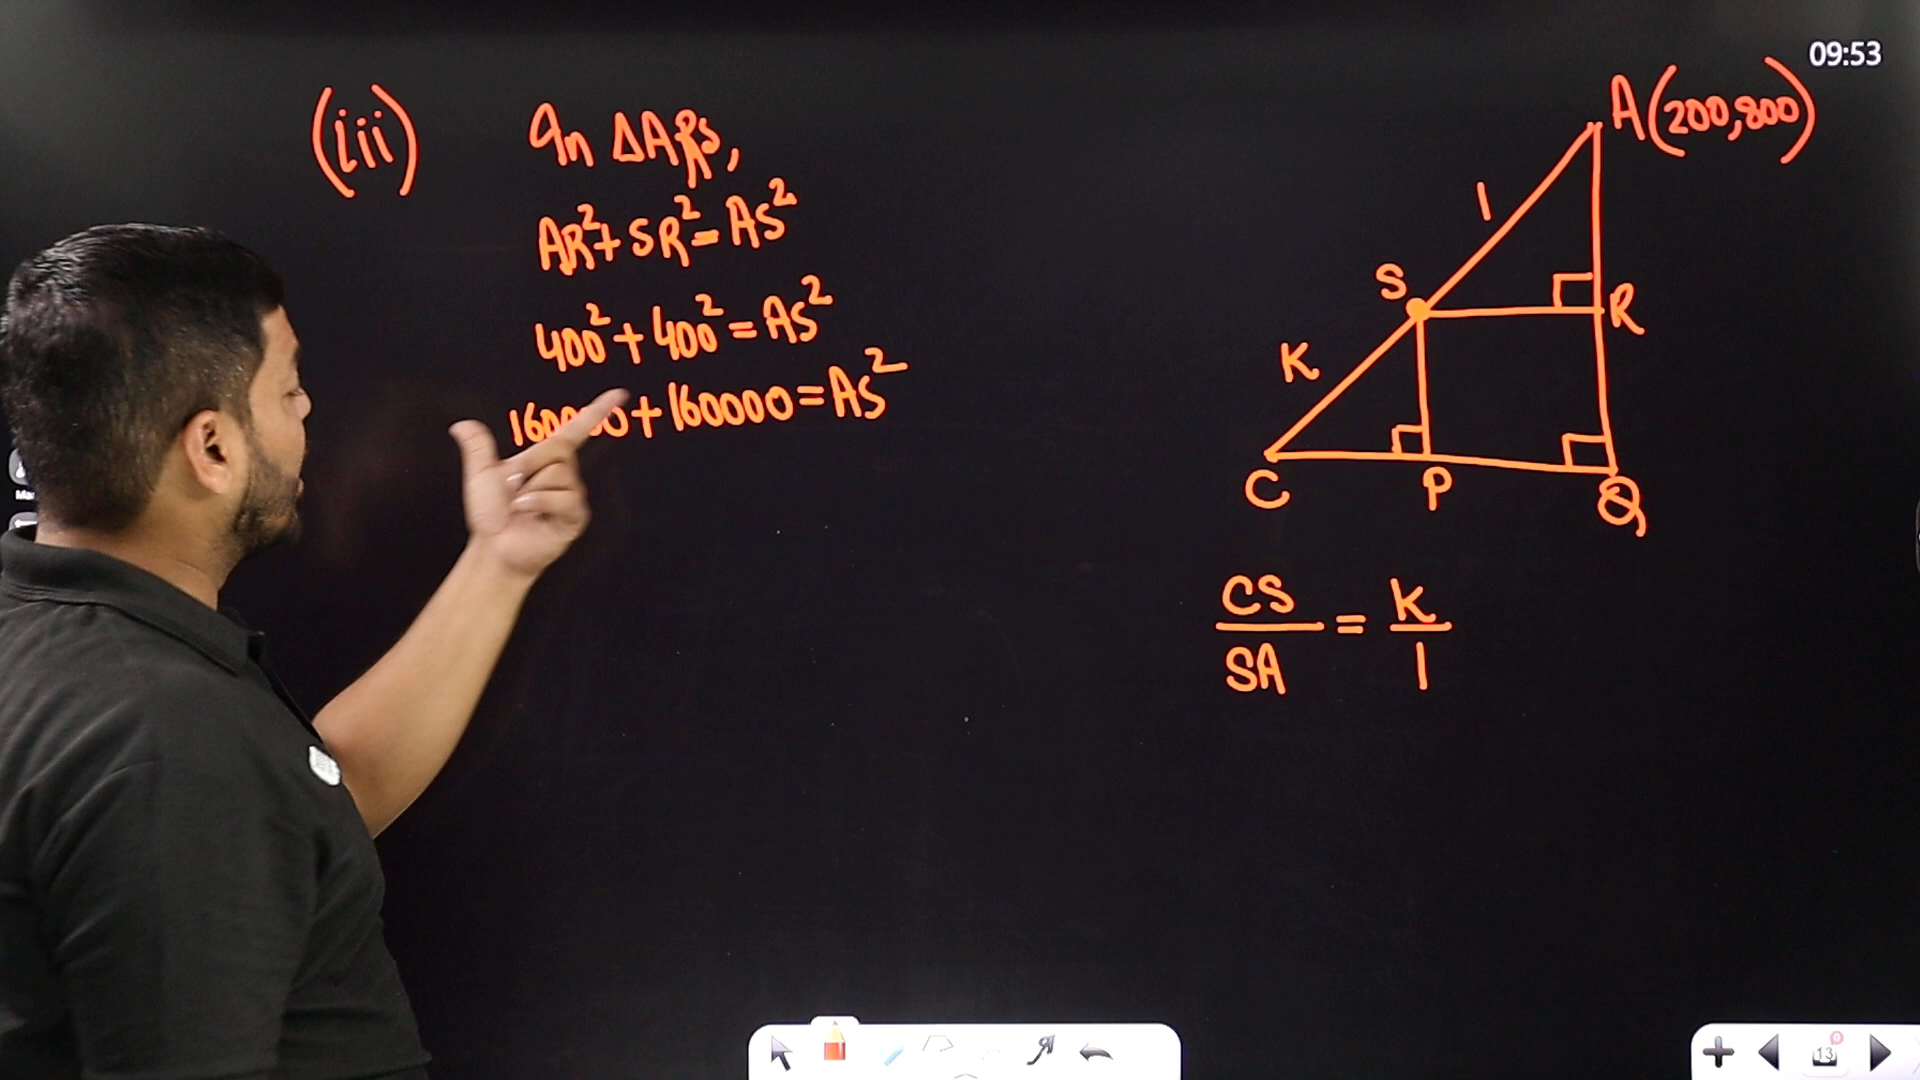 09:53
(iii) In ΔARS,
AR²+SR²=AS²
400²+400²=AS²
+160000=AS²
A(200,800)
1
S
R
K
C P Q
CS/SA = K/1
13